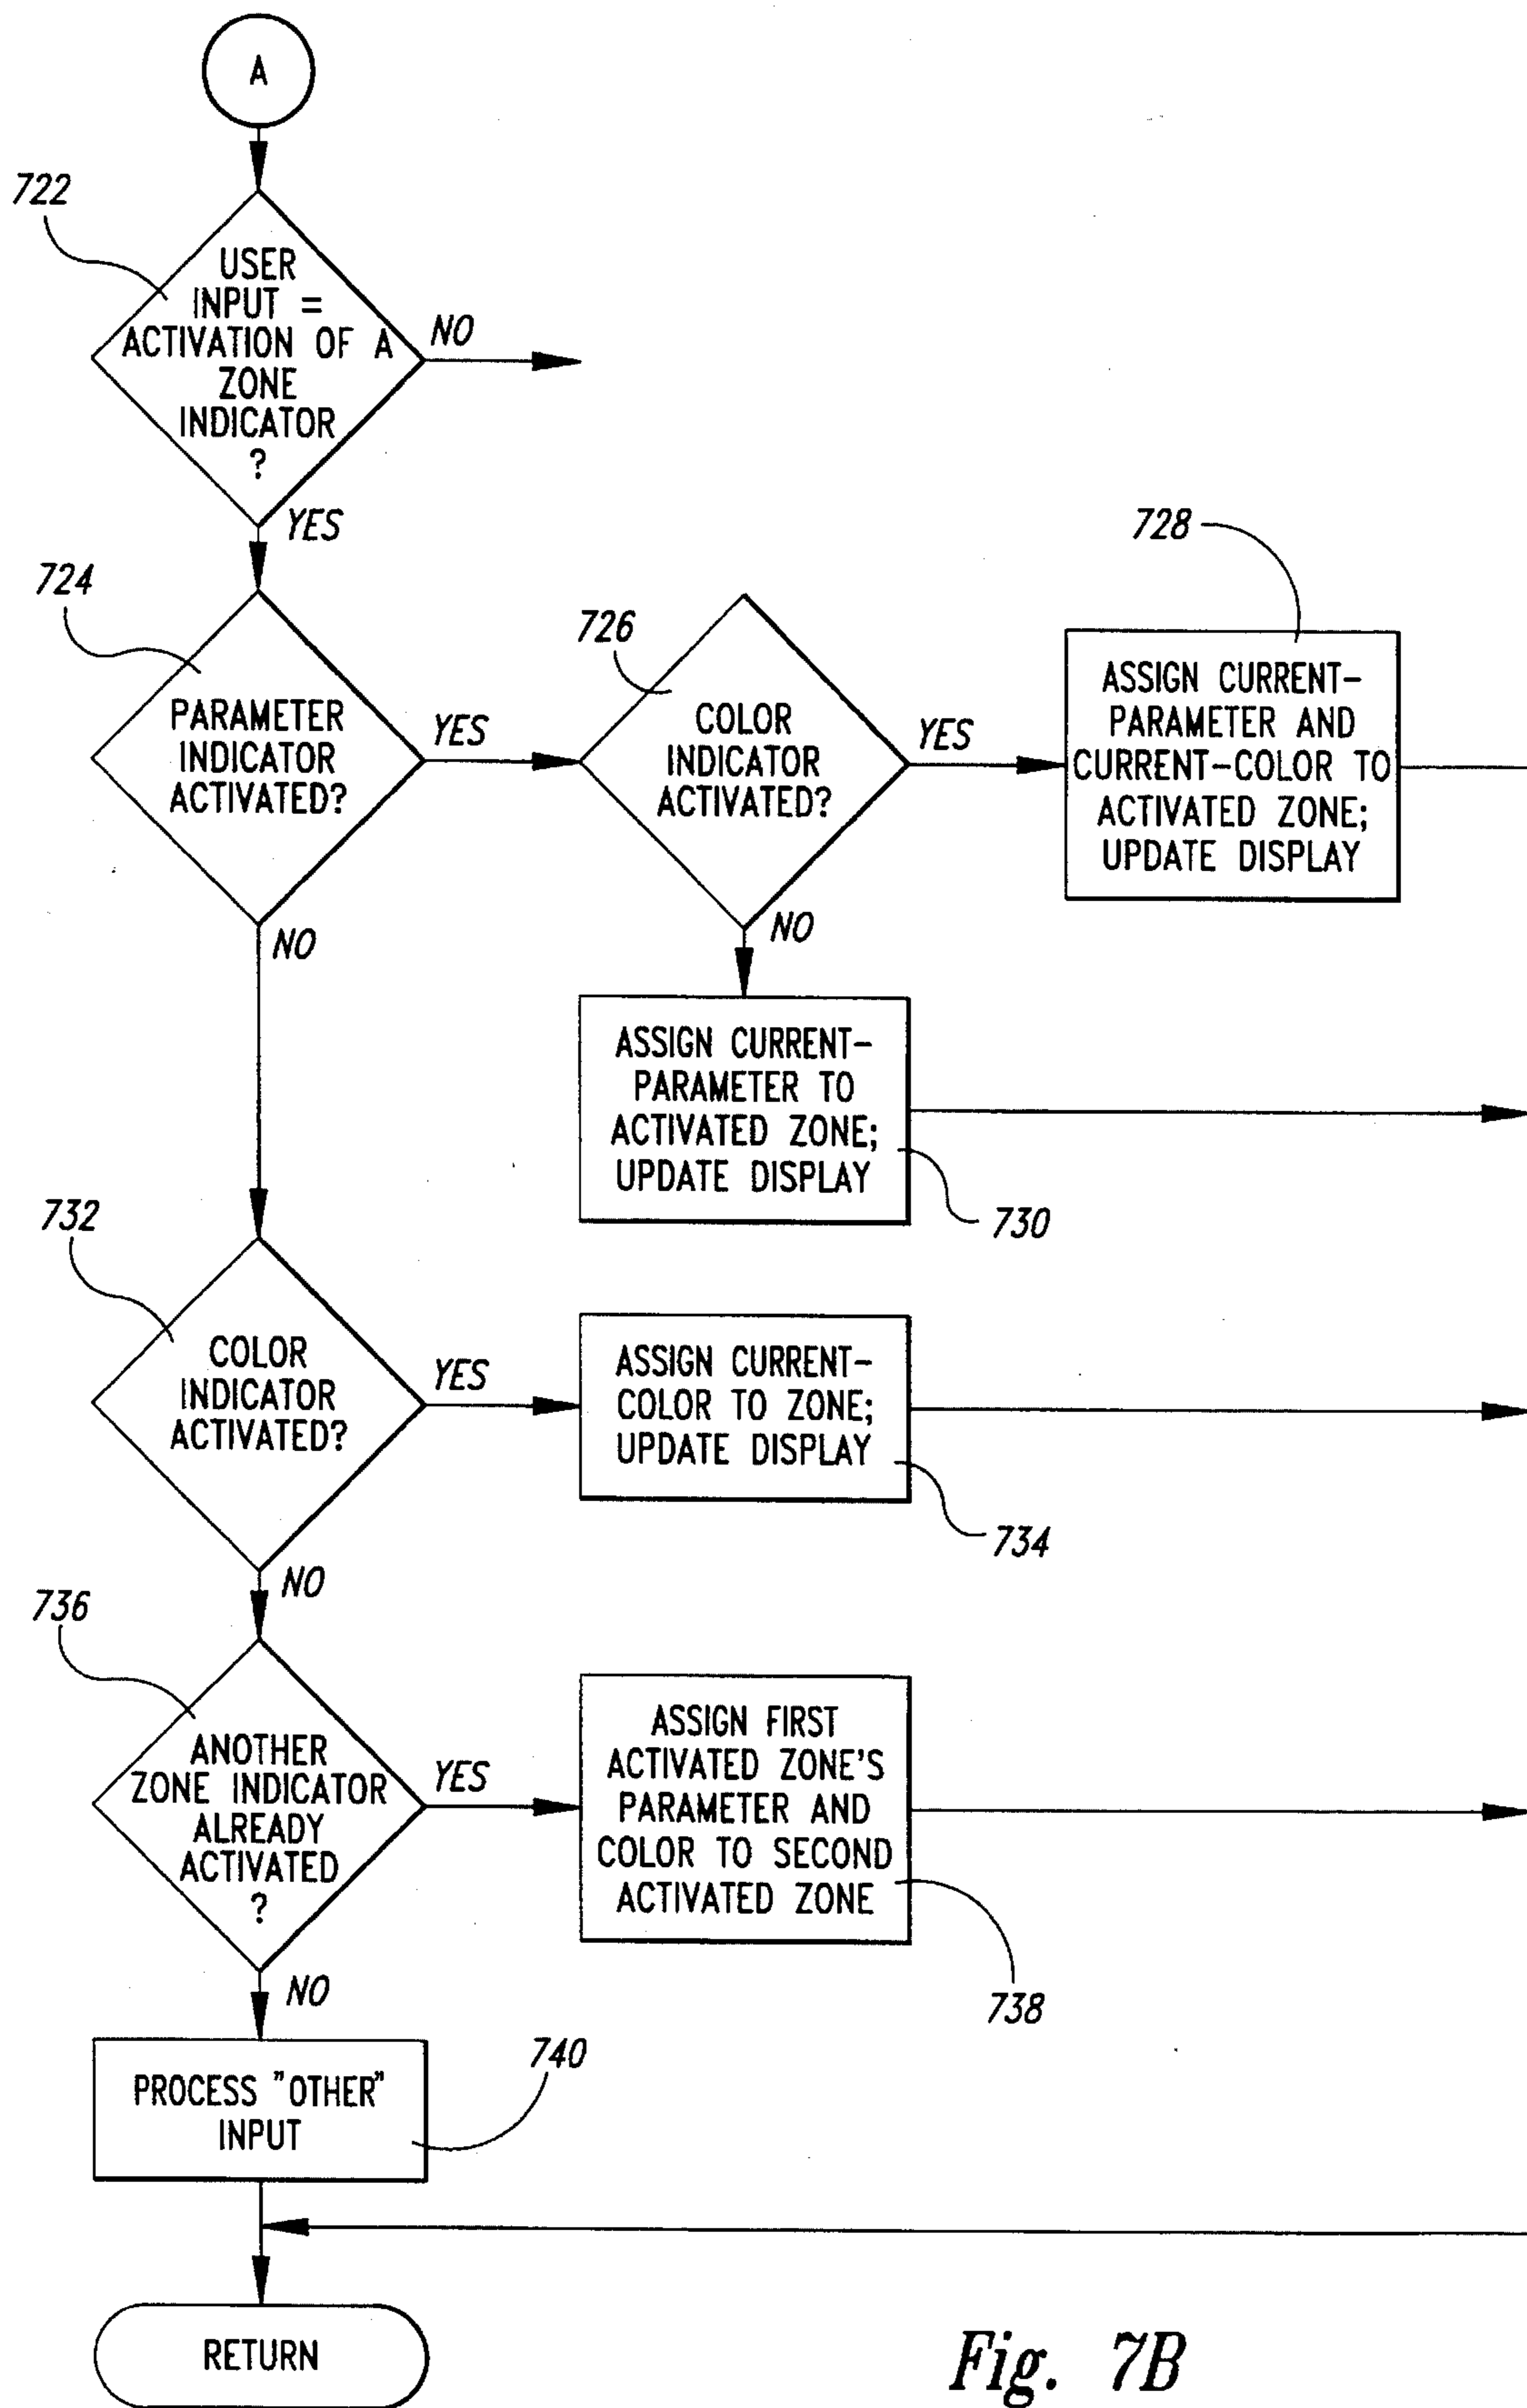 A
722
USER
INPUT =
ACTIVATION OF A
ZONE
INDICATOR
?
NO
YES
724
PARAMETER
INDICATOR
ACTIVATED?
YES
NO
726
COLOR
INDICATOR
ACTIVATED?
YES
NO
728
ASSIGN CURRENT-
PARAMETER AND
CURRENT-COLOR TO
ACTIVATED ZONE;
UPDATE DISPLAY
ASSIGN CURRENT-
PARAMETER TO
ACTIVATED ZONE;
UPDATE DISPLAY
730
732
COLOR
INDICATOR
ACTIVATED?
YES
NO
ASSIGN CURRENT-
COLOR TO ZONE;
UPDATE DISPLAY
734
736
ANOTHER
ZONE INDICATOR
ALREADY
ACTIVATED
?
YES
NO
ASSIGN FIRST
ACTIVATED ZONE'S
PARAMETER AND
COLOR TO SECOND
ACTIVATED ZONE
738
740
PROCESS "OTHER"
INPUT
RETURN
Fig. 7B